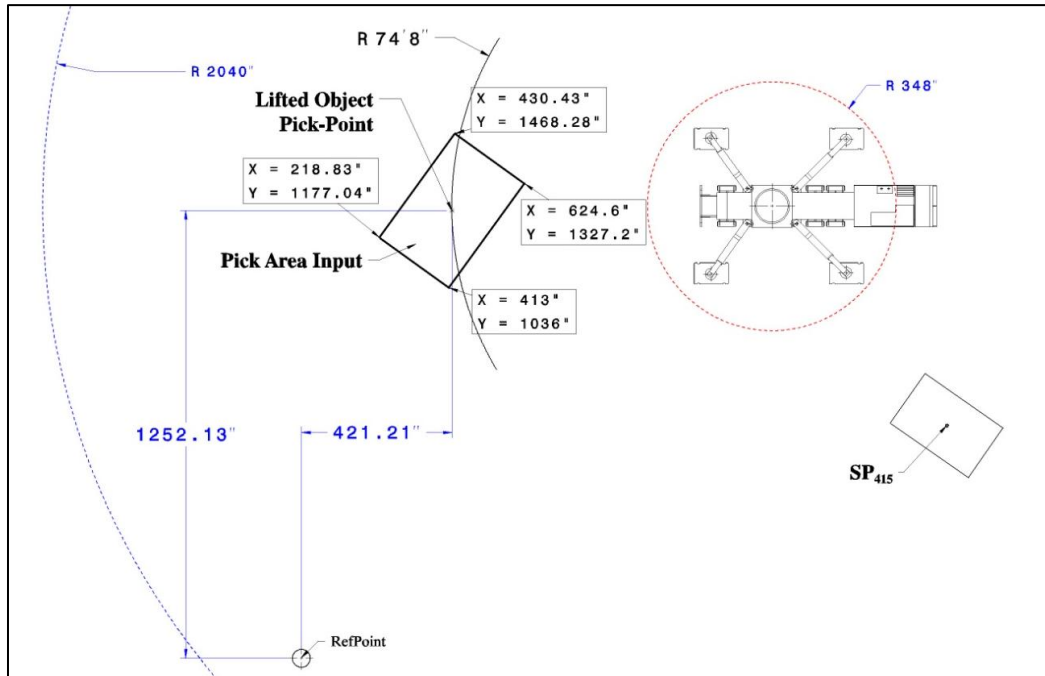 R 74'8"
R 2040"
R 348"
Lifted Object
Pick-Point
X = 430.43"
Y = 1468.28"
X = 218.83"
Y = 1177.04"
X = 624.6"
Y = 1327.2"
Pick Area Input
X = 413"
Y = 1036"
1252.13"
421.21"
SP415
RefPoint